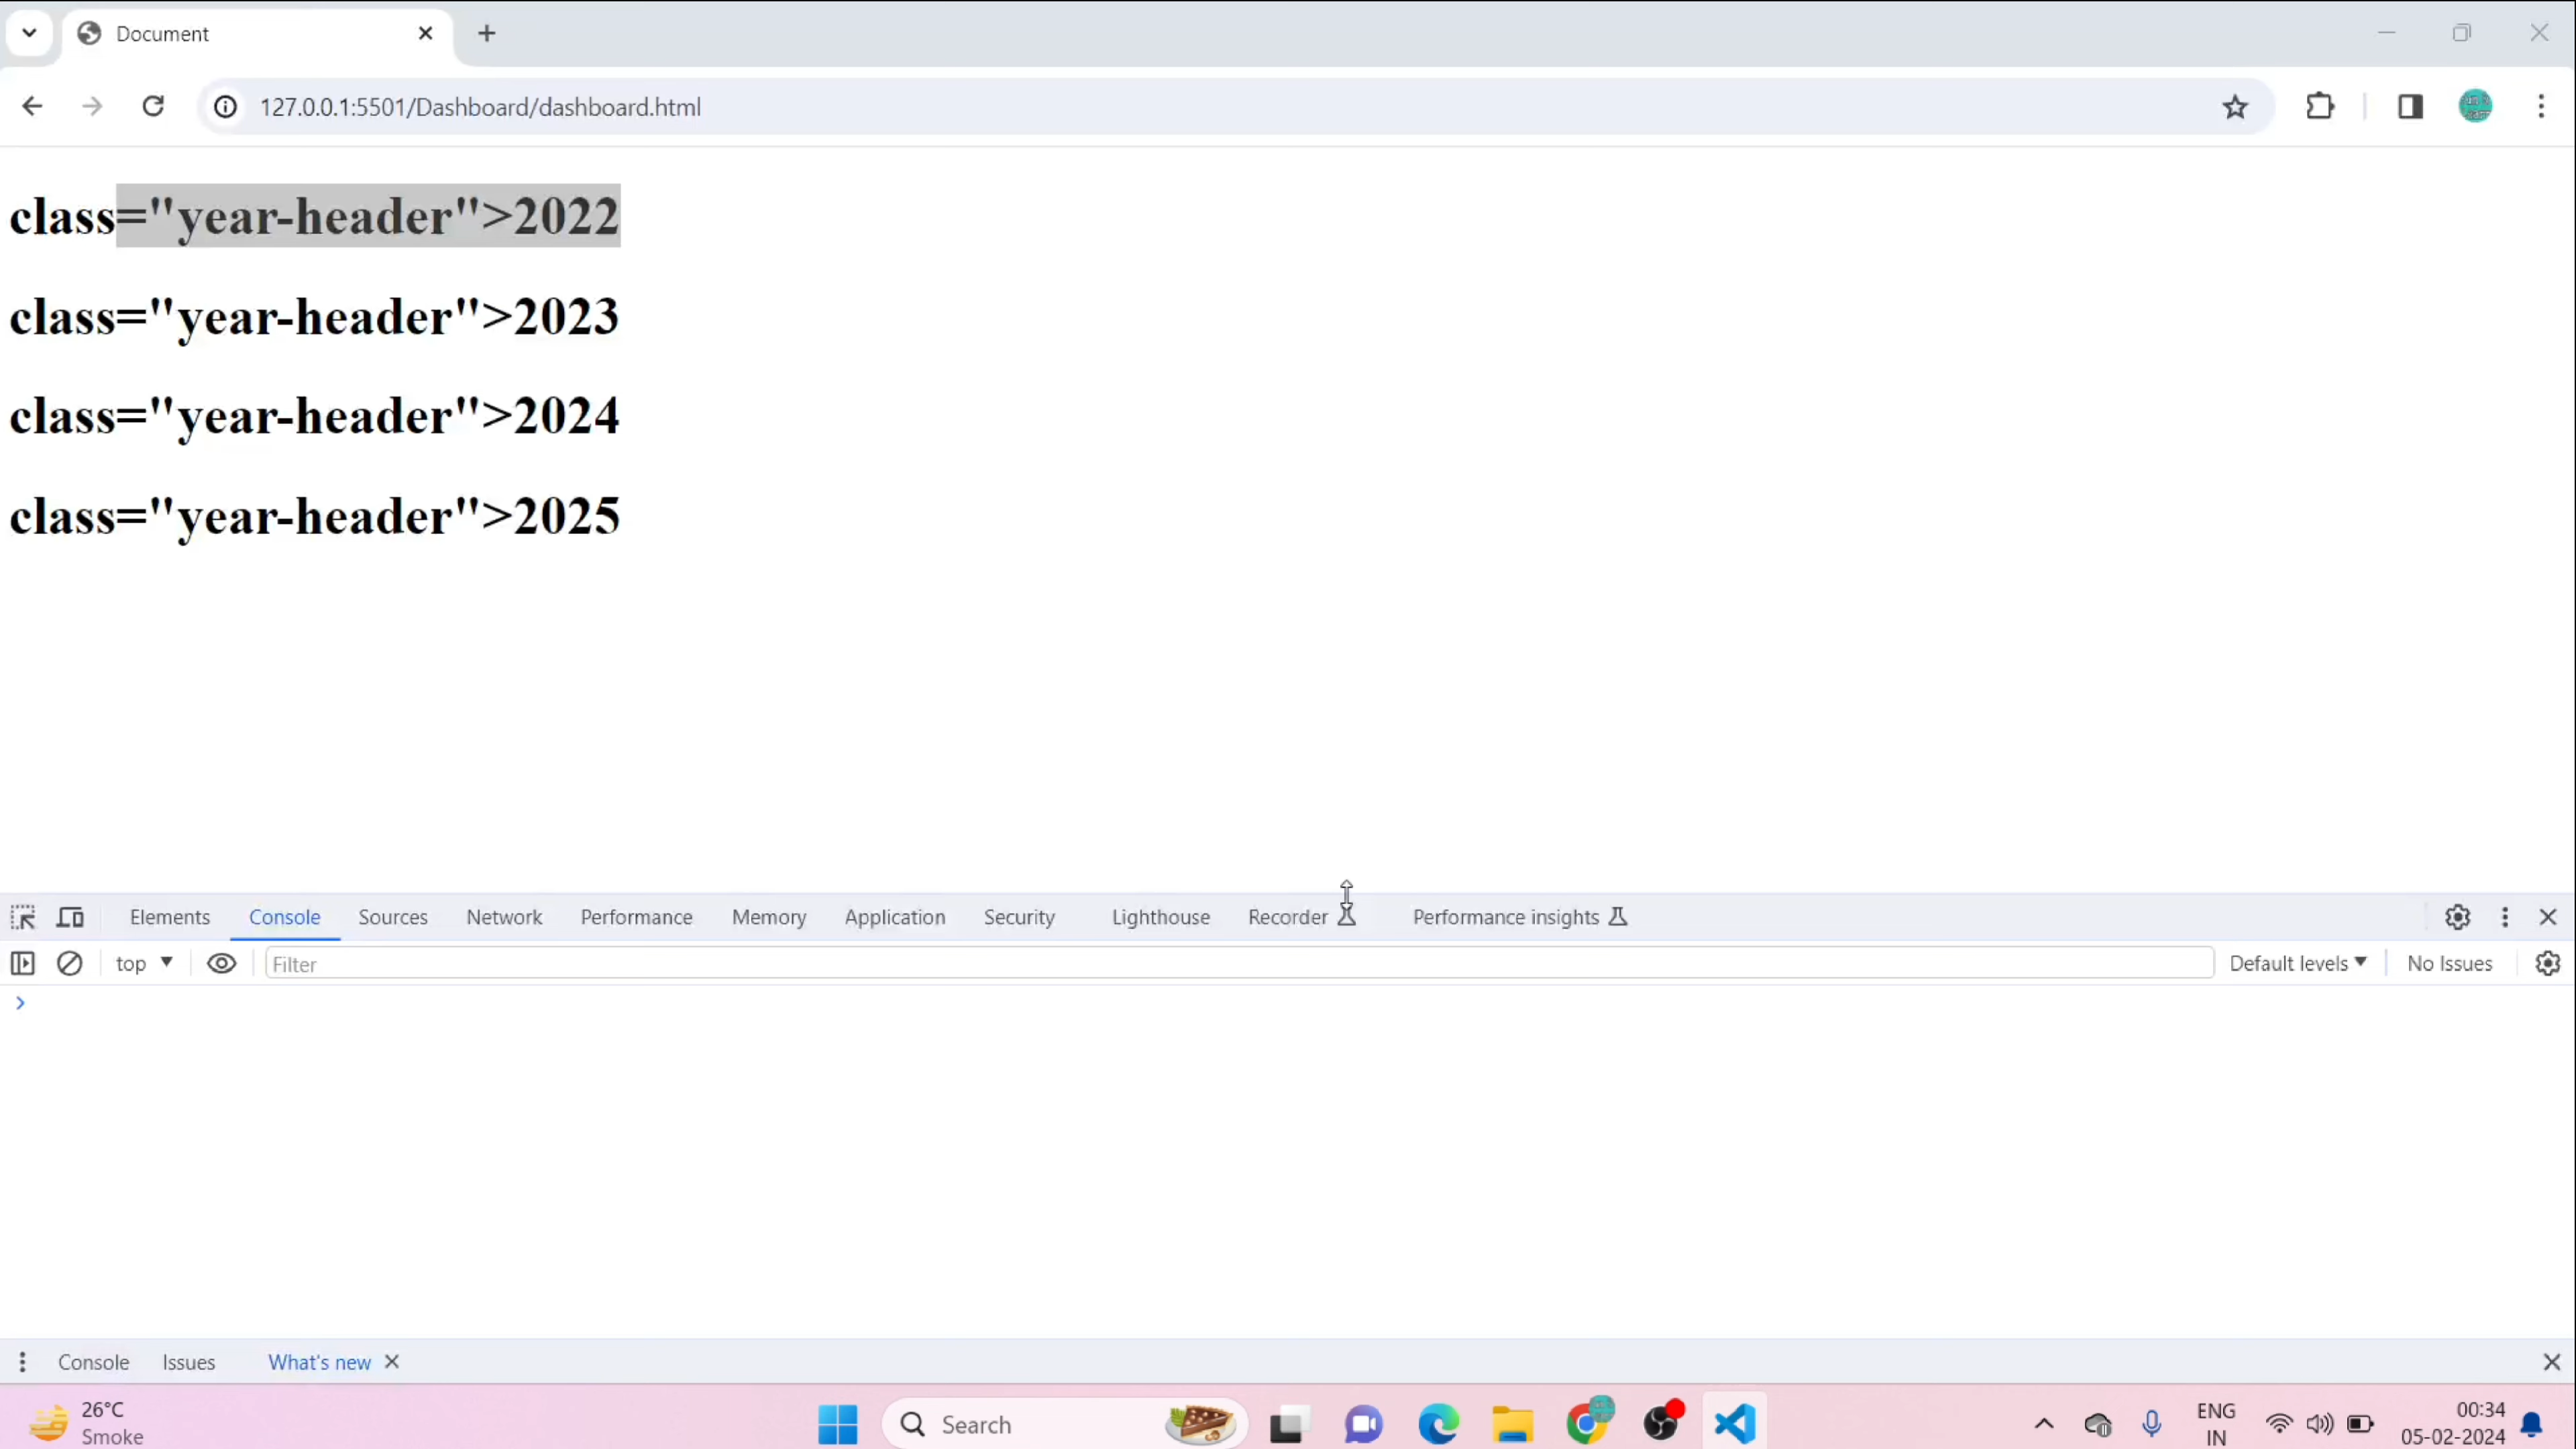 Document
127.0.0.1:5501/Dashboard/dashboard.html
class="year-header">2022
class="year-header">2023
class="year-header">2024
class="year-header">2025
Elements Console Sources Network Performance Memory Application Security Lighthouse Recorder Performance insights
top Filter Default levels No Issues
Console Issues What's new
26°C
Smoke
Search
ENG
IN
00:34
05-02-2024